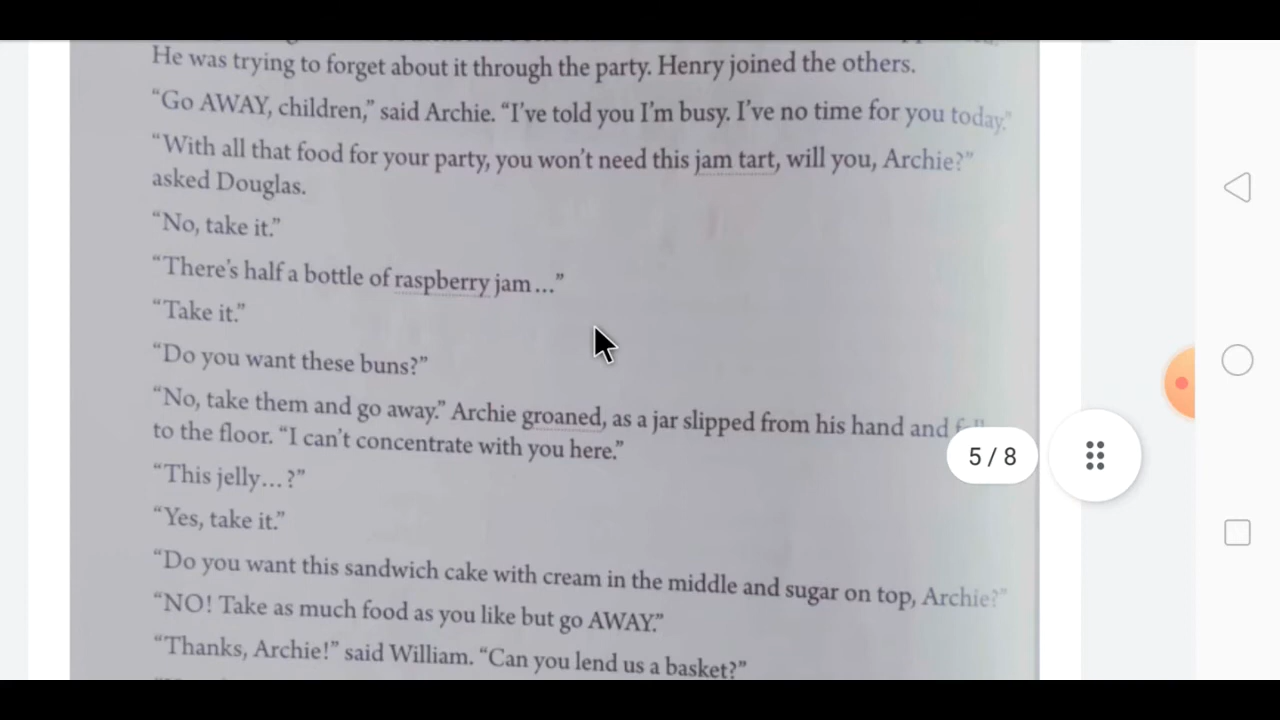 He was trying to forget about it through the party. Henry joined the others.
“Go AWAY, children,” said Archie. “I’ve told you I’m busy. I’ve no time for you today.”
“With all that food for your party, you won’t need this jam tart, will you, Archie?”
asked Douglas.
“No, take it.”
“There’s half a bottle of raspberry jam…”
“Take it.”
“Do you want these buns?”
“No, take them and go away.” Archie groaned, as a jar slipped from his hand and
to the floor. “I can’t concentrate with you here.”
5 / 8
“This jelly…?”
“Yes, take it.”
“Do you want this sandwich cake with cream in the middle and sugar on top, Archie?”
“NO! Take as much food as you like but go AWAY.”
“Thanks, Archie!” said William. “Can you lend us a basket?”